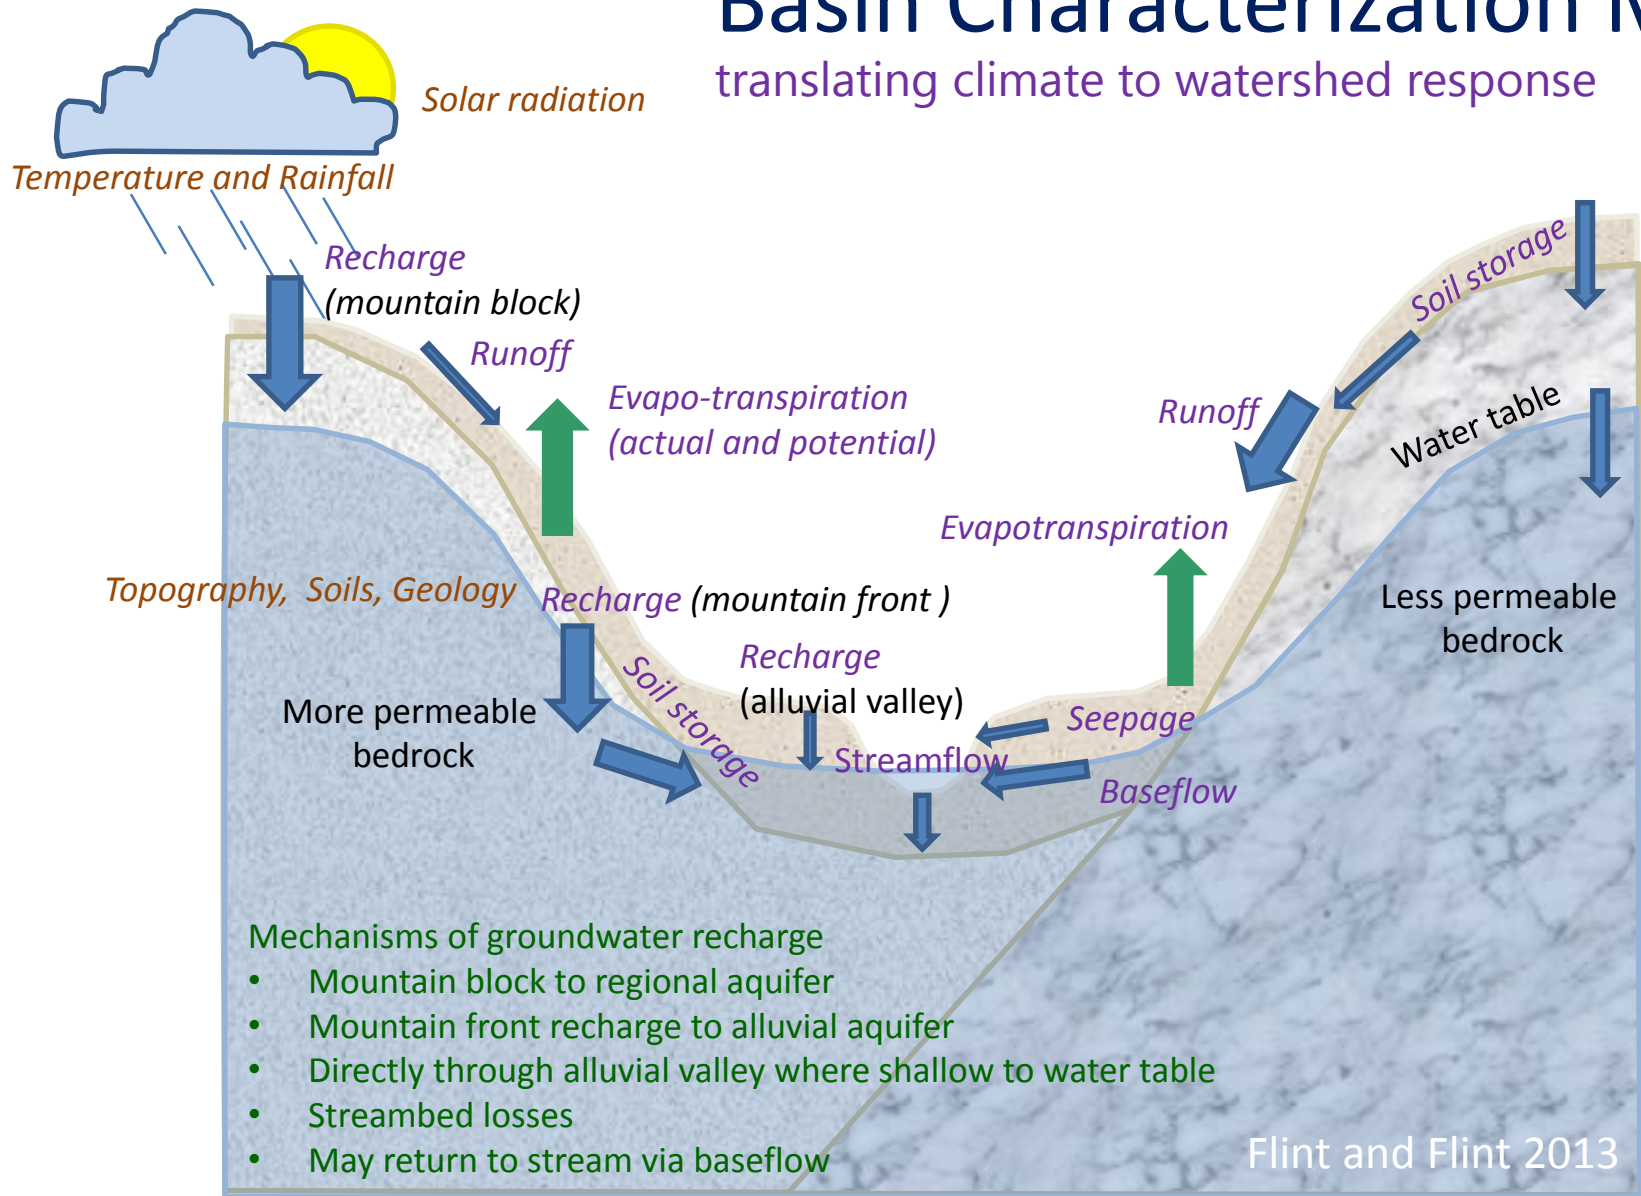 Basin Characterization
translating climate to watershed response
Solar radiation
Temperature and Rainfall
Recharge
(mountain block)
Runoff
Evapo-transpiration
(actual and potential)
Soil storage
Runoff
Water table
Evapotranspiration
Topography, Soils, Geology
Recharge (mountain front )
Less permeable
bedrock
Recharge
(alluvial valley)
Soil storage
More permeable
bedrock
Seepage
Streamflow
Baseflow
Mechanisms of groundwater recharge
• Mountain block to regional aquifer
• Mountain front recharge to alluvial aquifer
• Directly through alluvial valley where shallow to water table
• Streambed losses
• May return to stream via baseflow
Flint and Flint 2013